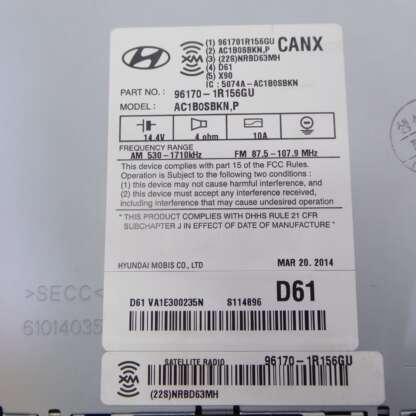 (1) 961701R156GU CANX
(2) AC1B0SBKN,P
XM (3) (22S)NRBD63MH
(4) D61
(5) X90
IC : 5074A-AC1B0SBKN
PART NO. : 96170-1R156GU
MODEL : AC1B0SBKN,P
14.4V 4 ohm 10A
FREQUENCY RANGE
AM 530-1710kHz FM 87.5-107.9 MHz
This device complies with part 15 of the FCC Rules.
Operation is Subject to the following two conditions :
(1) this device may not cause harmful interference, and
(2) this device must accept any interference received,
including interference that may cause undesired operation
" THIS PRODUCT COMPLIES WITH DHHS RULE 21 CFR
SUBCHAPTER J IN EFFECT OF DATE OF MANUFACTURE "
HYUNDAI MOBIS CO., LTD MAR 20. 2014
D61 VA1E300235N S114896 D61
>SECC<
61014035
SATELLITE RADIO 96170-1R156GU
XM
(22S)NRBD63MH